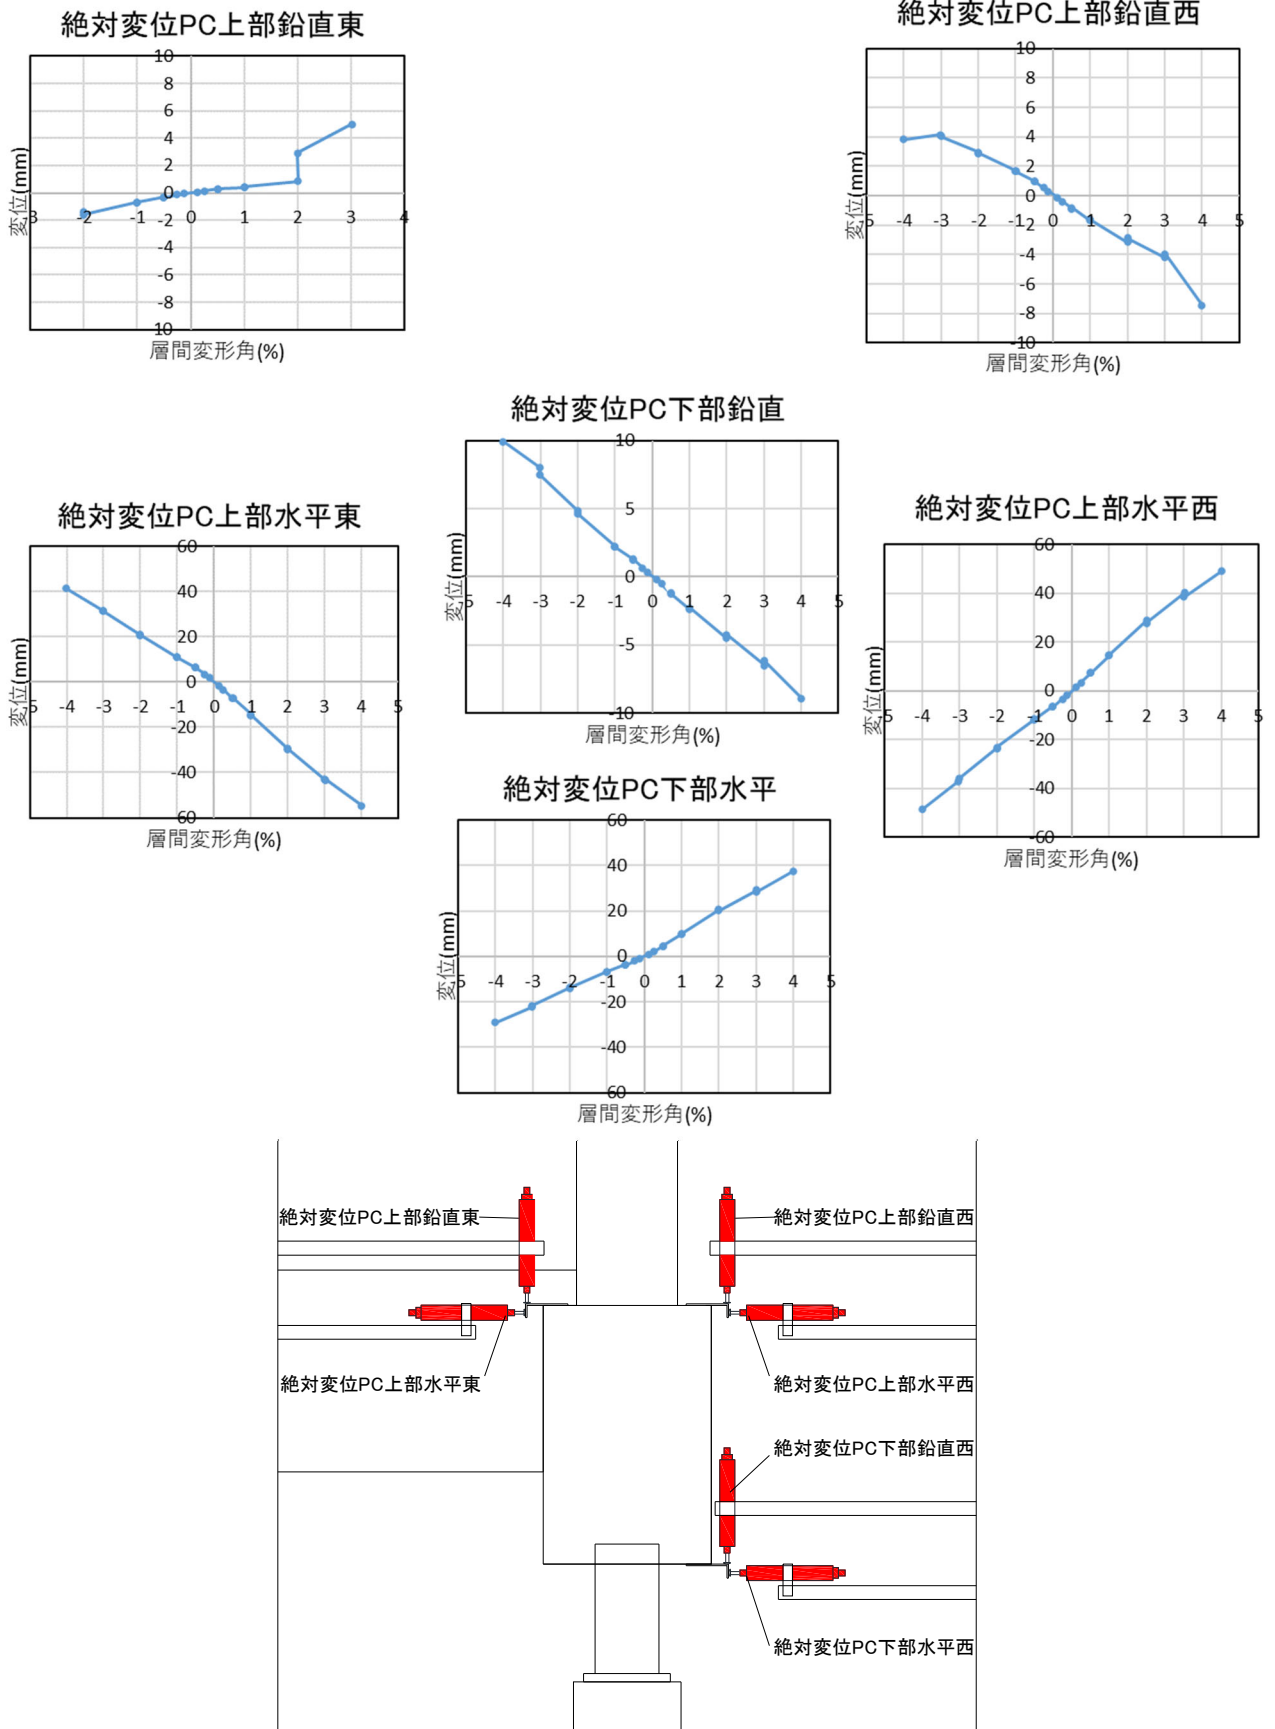 絶対変位PC上部鉛直東
10
8
6
4
2
0
-2
-4
-6
-8
10
3 -2 -1 0 1 2 3 4
変位(mm)
層間変形角(%)
絶対変位PC上部鉛直西
10
8
6
4
2
0
-2
-4
-6
-8
-10
5 -4 -3 -2 -1 0 1 2 3 4 5
変位(mm)
層間変形角(%)
絶対変位PC下部鉛直
10
5
0
-5
-10
5 -4 -3 -2 -1 0 1 2 3 4 5
変位(mm)
層間変形角(%)
絶対変位PC上部水平東
60
40
20
0
-20
-40
60
5 -4 -3 -2 -1 0 1 2 3 4 5
変位(mm)
層間変形角(%)
絶対変位PC上部水平西
60
40
20
0
-20
-40
-60
5 -4 -3 -2 -1 0 1 2 3 4 5
変位(mm)
層間変形角(%)
絶対変位PC下部水平
60
40
20
0
-20
-40
60
5 -4 -3 -2 -1 0 1 2 3 4 5
変位(mm)
層間変形角(%)
絶対変位PC上部鉛直東
絶対変位PC上部鉛直西
絶対変位PC上部水平東
絶対変位PC上部水平西
絶対変位PC下部鉛直西
絶対変位PC下部水平西